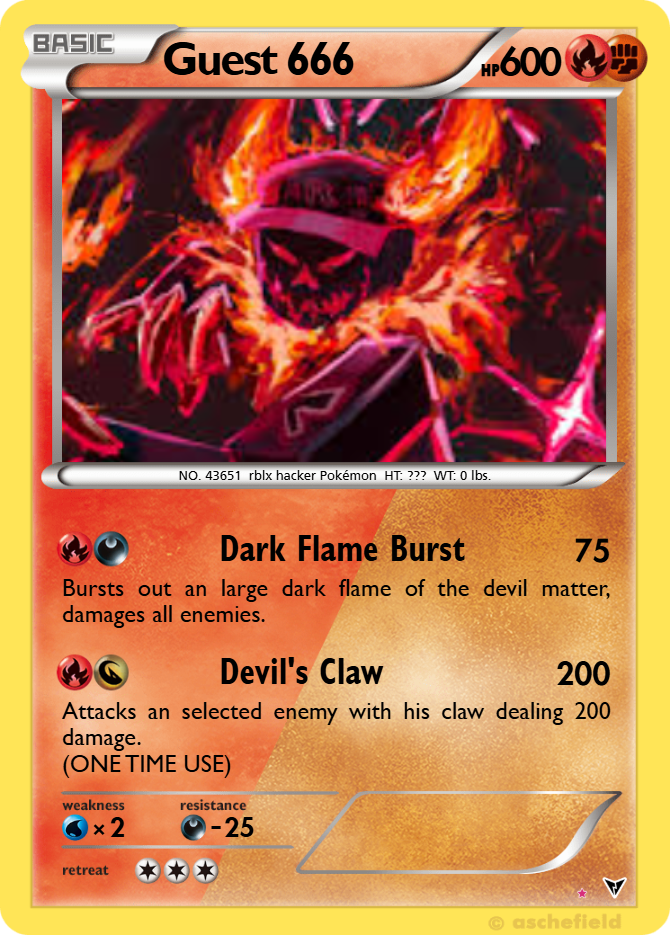 BASIC
Guest 666
HP600
NO. 43651 rblx hacker Pokémon HT: ??? WT: 0 lbs.
Dark Flame Burst 75
Bursts out an large dark flame of the devil matter,
damages all enemies.
Devil's Claw 200
Attacks an selected enemy with his claw dealing 200
damage.
(ONE TIME USE)
weakness resistance
×2 -25
retreat
© aschefield